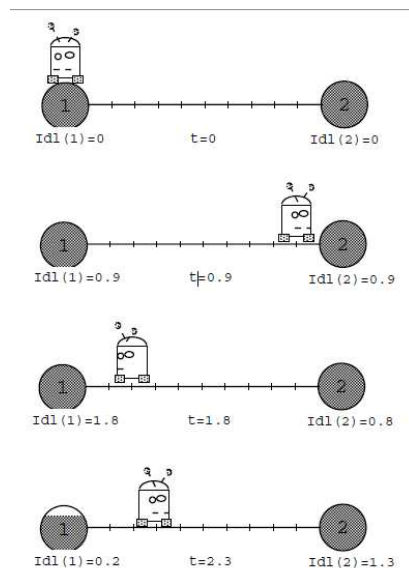 1 2
Idl(1)=0 t=0 Idl(2)=0
1 2
Idl(1)=0.9 t=0.9 Idl(2)=0.9
1 2
Idl(1)=1.8 t=1.8 Idl(2)=0.8
1 2
Idl(1)=0.2 t=2.3 Idl(2)=1.3